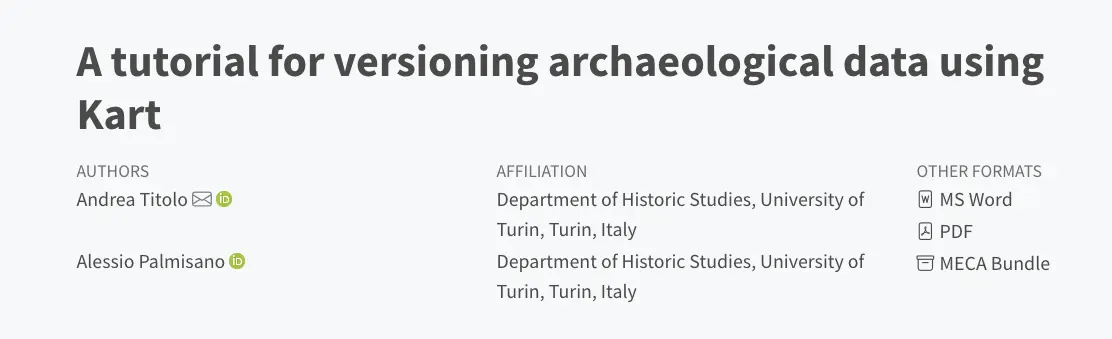 A tutorial for versioning archaeological data using
Kart
AUTHORS
AFFILIATION
OTHER FORMATS
Andrea Titolo
Department of Historic Studies, University of
Turin, Turin, Italy
MS Word
PDF
Alessio Palmisano
Department of Historic Studies, University of
Turin, Turin, Italy
MECA Bundle